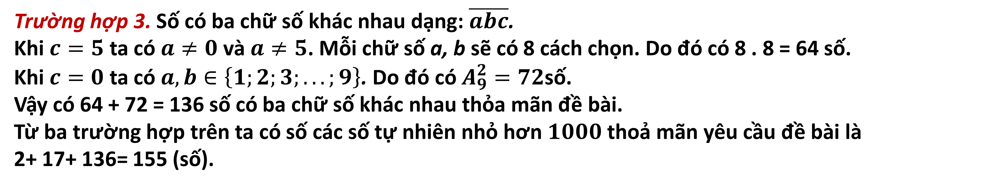 Trường hợp 3. Số có ba chữ số khác nhau dạng: $\overline{abc}$.
Khi $c = 5$ ta có $a \neq 0$ và $a \neq 5$. Mỗi chữ số a, b sẽ có 8 cách chọn. Do đó có 8 . 8 = 64 số.
Khi $c = 0$ ta có $a, b \in \{1; 2; 3; \ldots; 9\}$. Do đó có $A_9^2 = 72$số.
Vậy có 64 + 72 = 136 số có ba chữ số khác nhau thỏa mãn đề bài.
Từ ba trường hợp trên ta có số các số tự nhiên nhỏ hơn 1000 thoả mãn yêu cầu đề bài là
2+ 17+ 136= 155 (số).